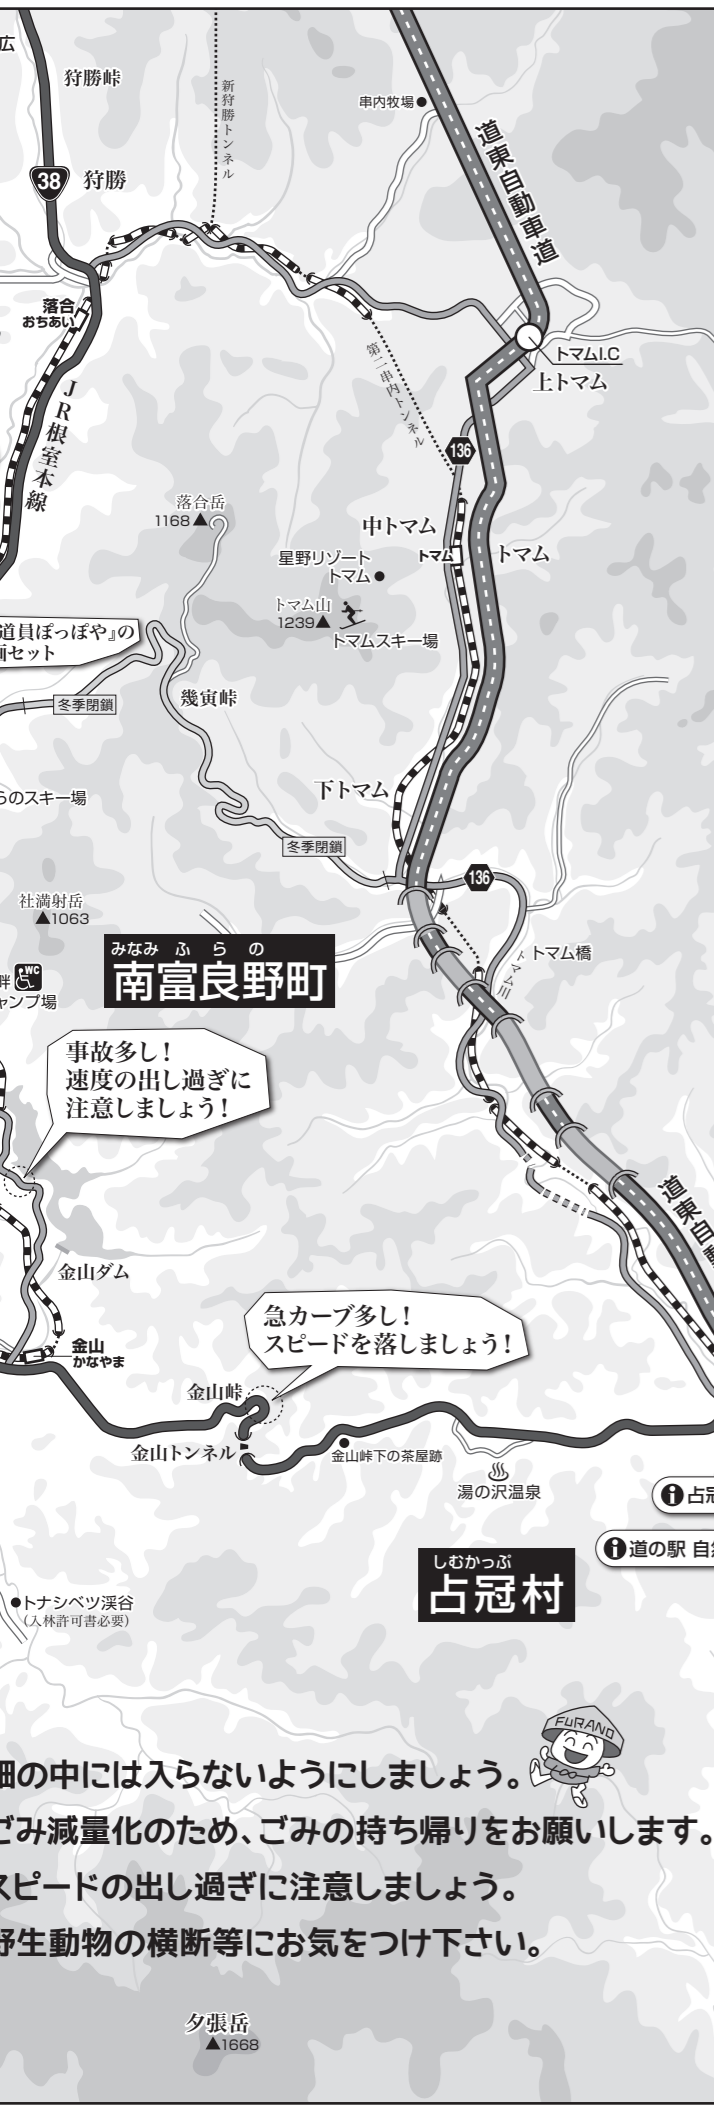 広
狩勝峠
新狩勝トンネル
串内牧場
道東自動車道
38
狩勝
落合
おちあい
トマムI.C
上トマム
第二串内トンネル
JR根室本線
136
落合岳
1168
中トマム
星野リゾート
トマム
トマム
トマム
トマム山
1239
トマムスキー場
道員ぽっぽや』の
画セット
冬季閉鎖
幾寅峠
らのスキー場
下トマム
冬季閉鎖
136
社満射岳
1063
みなみふらの
南富良野町
トマム橋
トマム川
畔
WC
ャンプ場
事故多し!
速度の出し過ぎに
注意しましょう!
道東自動
金山ダム
急カーブ多し!
スピードを落しましょう!
金山
かなやま
金山峠
金山トンネル
金山峠下の茶屋跡
湯の沢温泉
占冠
道の駅 自然
しむかっぷ
占冠村
トナシベツ渓谷
(入林許可書必要)
FURANO
畑の中には入らないようにしましょう。
ごみ減量化のため、ごみの持ち帰りをお願いします。
スピードの出し過ぎに注意しましょう。
野生動物の横断等にお気をつけ下さい。
夕張岳
1668